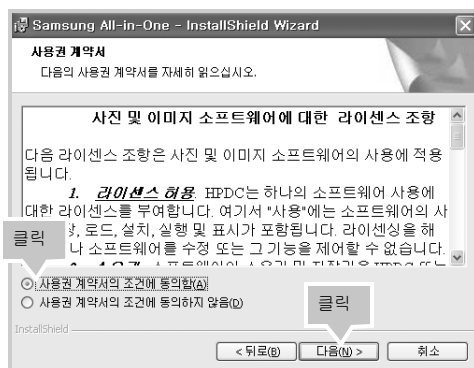 Samsung All-in-One - InstallShield Wizard
사용권 계약서
다음의 사용권 계약서를 자세히 읽으십시오.
사진 및 이미지 소프트웨어에 대한 라이센스 조항
다음 라이센스 조항은 사진 및 이미지 소프트웨어의 사용에 적용
됩니다.
1. 라이센스 허용. HPDC는 하나의 소프트웨어 사용에
대한 라이센스를 부여합니다. 여기서 "사용"에는 소프트웨어의 사
로드, 설치, 실행 및 표시가 포함됩니다. 라이센싱을 해
나 소프트웨어를 수정 또는 그 기능을 제어할 수 없습니다.
클릭
사용권 계약서의 조건에 동의함(A)
사용권 계약서의 조건에 동의하지 않음(D)
클릭
InstallShield
< 뒤로(B)
다음(N) >
취소